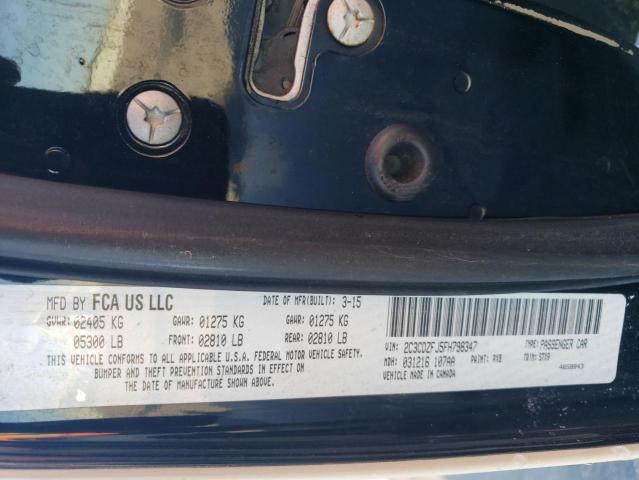 MFD BY FCA US LLC
DATE OF MFR(BUILT): 3-15
GVWR: 02405 KG GAWR: 01275 KG GAWR: 01275 KG
05300 LB FRONT: 02810 LB REAR: 02810 LB
THIS VEHICLE CONFORMS TO ALL APPLICABLE U.S.A. FEDERAL MOTOR VEHICLE SAFETY,
BUMPER AND THEFT PREVENTION STANDARDS IN EFFECT ON
THE DATE OF MANUFACTURE SHOWN ABOVE.
VIN: 2C3CDZFJ5FH798347 TYPE: PASSENGER CAR
MDH: 031216 107AA PAINT: PXB TRIM:
VEHICLE MADE IN CANADA